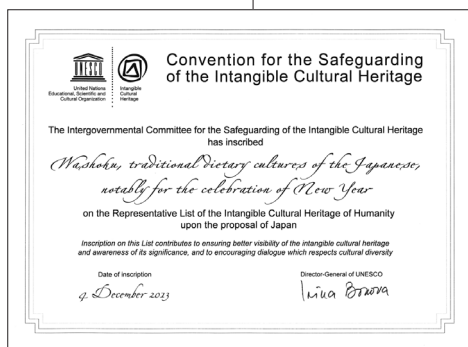 UNESCO
United Nations
Educational, Scientific and
Cultural Organization
Intangible
Cultural
Heritage
Convention for the Safeguarding
of the Intangible Cultural Heritage
The Intergovernmental Committee for the Safeguarding of the Intangible Cultural Heritage
has inscribed
Washoku, traditional dietary cultures of the Japanese,
notably for the celebration of New Year
on the Representative List of the Intangible Cultural Heritage of Humanity
upon the proposal of Japan
Inscription on this List contributes to ensuring better visibility of the intangible cultural heritage
and awareness of its significance, and to encouraging dialogue which respects cultural diversity
Date of inscription
4 December 2013
Director-General of UNESCO
Irina Bokova